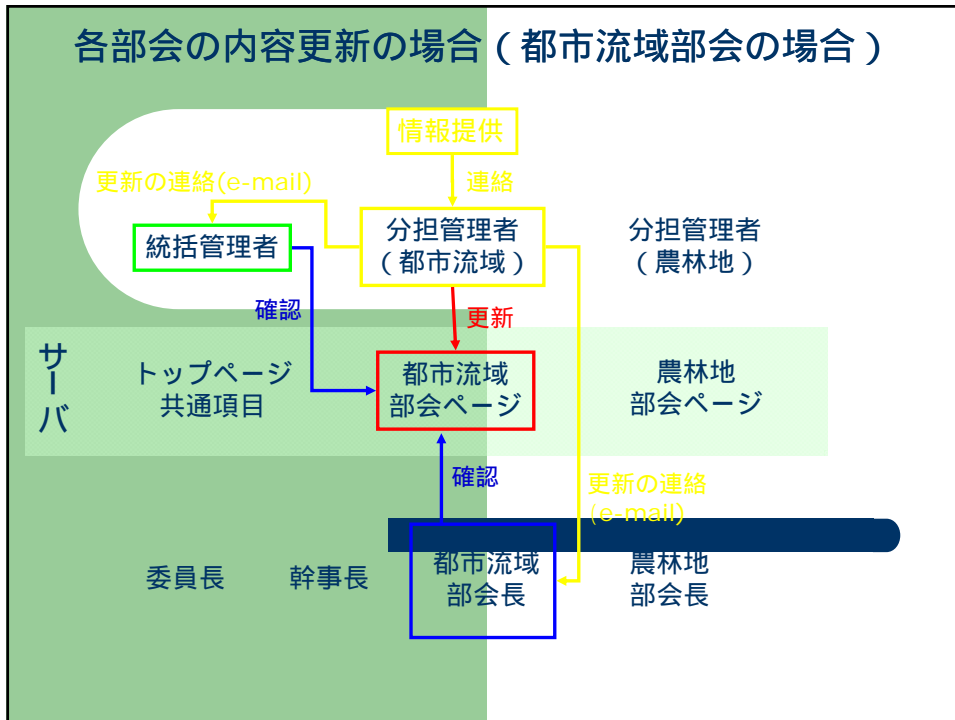 各部会の内容更新の場合(都市流域部会の場合)
情報提供
更新の連絡(e-mail)
連絡
統括管理者
分担管理者
(都市流域)
分担管理者
(農林地)
確認
更新
サーバ
トップページ
共通項目
都市流域
部会ページ
農林地
部会ページ
確認
更新の連絡
(e-mail)
委員長
幹事長
都市流域
部会長
農林地
部会長